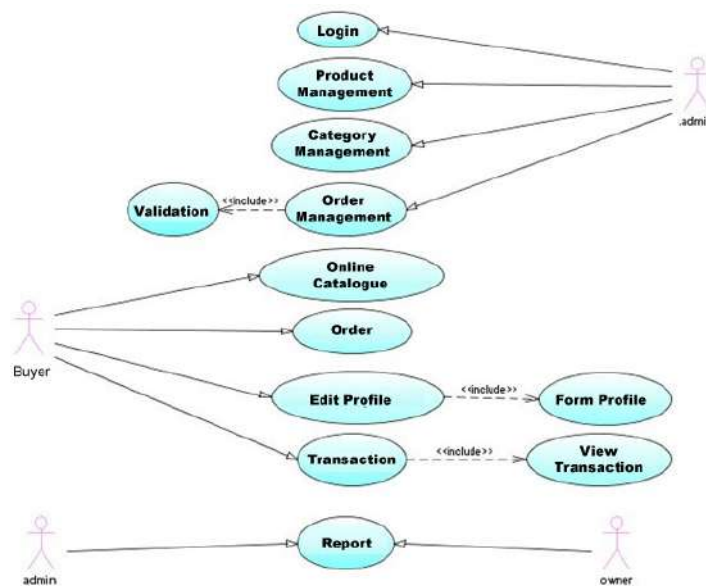 Login
Product
Management
.admin
Category
Management
Validation
<<include>>
Order
Management
Online
Catalogue
Buyer
Order
Edit Profile
<<include>>
Form Profile
Transaction
<<include>>
View
Transaction
admin
Report
owner